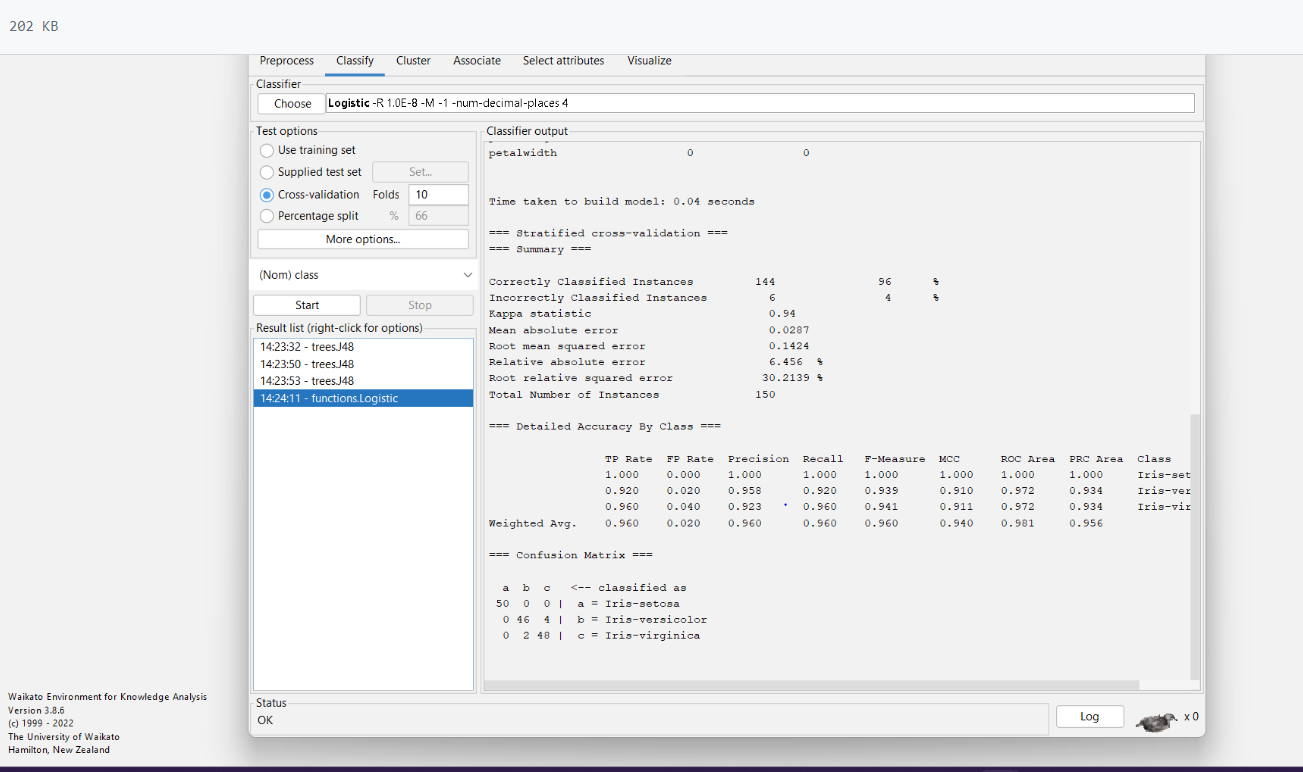 202 KB
Preprocess Classify Cluster Associate Select attributes Visualize
Classifier
Choose Logistic -R 1.0E-8 -M -1 -num-decimal-places 4
Test options
Use training set
Supplied test set Set...
Cross-validation Folds 10
Percentage split % 66
More options...
(Nom) class
Start Stop
Result list (right-click for options)
14:23:32 - trees.J48
14:23:50 - trees.J48
14:23:53 - trees.J48
14:24:11 - functions.Logistic
Classifier output
petalwidth 0 0
Time taken to build model: 0.04 seconds
=== Stratified cross-validation ===
=== Summary ===
Correctly Classified Instances 144 96 %
Incorrectly Classified Instances 6 4 %
Kappa statistic 0.94
Mean absolute error 0.0287
Root mean squared error 0.1424
Relative absolute error 6.456 %
Root relative squared error 30.2139 %
Total Number of Instances 150
=== Detailed Accuracy By Class ===
TP Rate FP Rate Precision Recall F-Measure MCC ROC Area PRC Area Class
1.000 0.000 1.000 1.000 1.000 1.000 1.000 1.000 Iris-set
0.920 0.020 0.958 0.920 0.939 0.910 0.972 0.934 Iris-ver
0.960 0.040 0.923 0.960 0.941 0.911 0.972 0.934 Iris-vir
Weighted Avg. 0.960 0.020 0.960 0.960 0.960 0.940 0.981 0.956
=== Confusion Matrix ===
a b c <-- classified as
50 0 0 | a = Iris-setosa
0 46 4 | b = Iris-versicolor
0 2 48 | c = Iris-virginica
Status
OK
Log x 0
Waikato Environment for Knowledge Analysis
Version 3.8.6
(c) 1999 - 2022
The University of Waikato
Hamilton, New Zealand